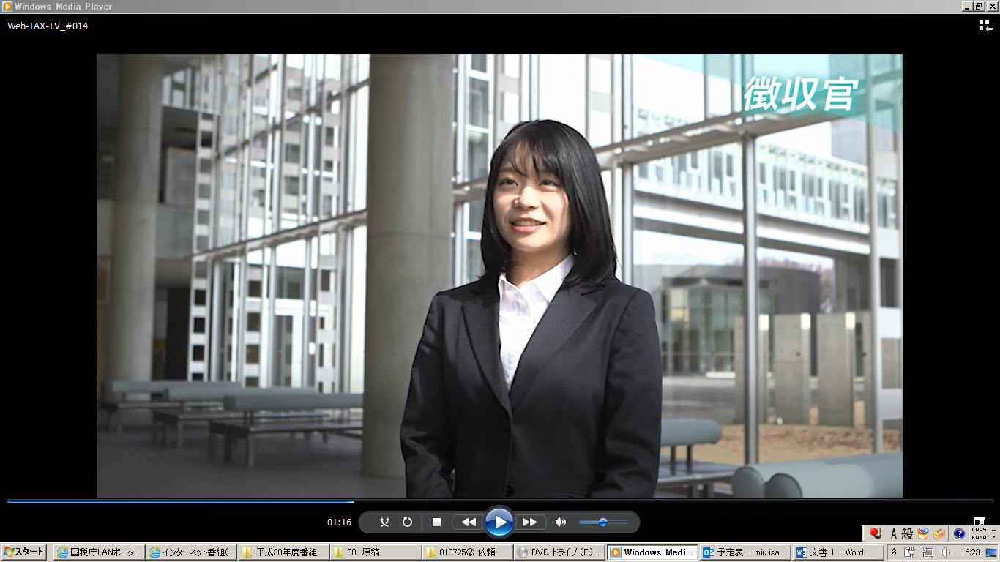 Windows Media Player
Web-TAX-TV_#014
徴収官
01:16
A 般
CAPS
KANA
スタート
国税庁LANポータ...
インターネット番組(...
平成30年度番組
00 原稿
010725② 依頼
DVD ドライブ (E:) ...
Windows Medi...
予定表 - miu.isa...
文書 1 - Word
16:23